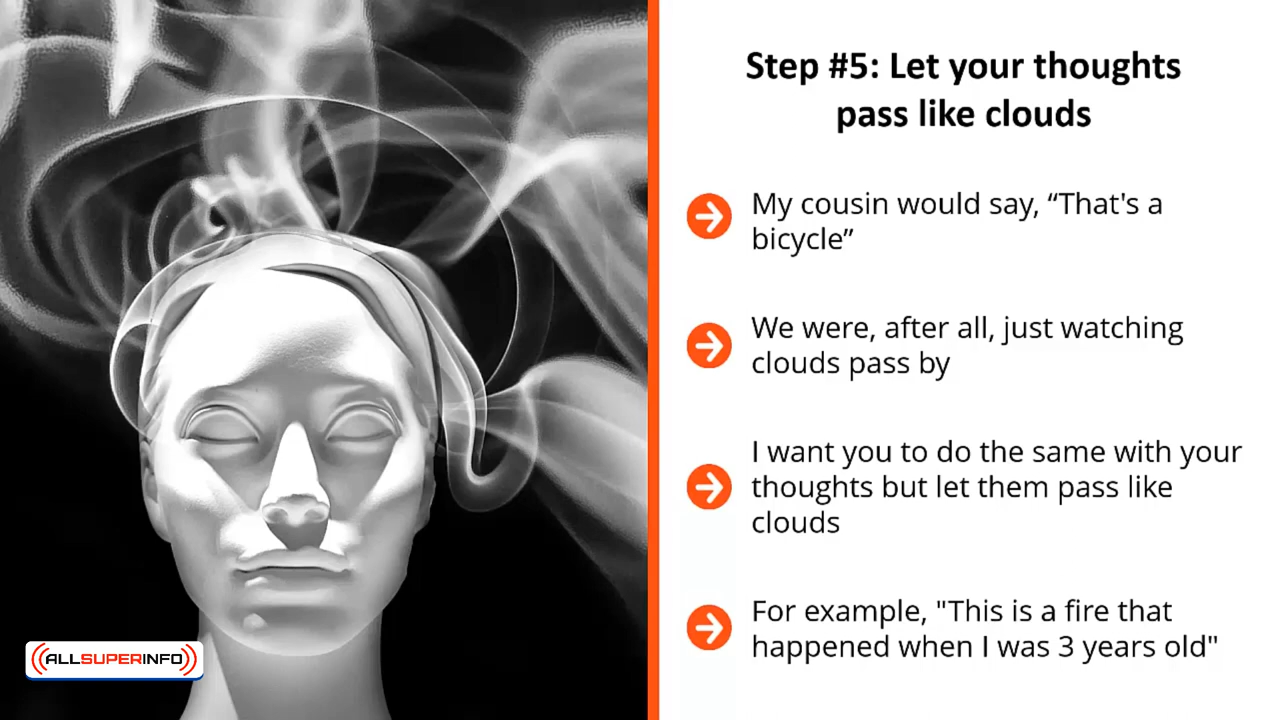 Step #5: Let your thoughts
pass like clouds
My cousin would say, “That's a
bicycle”
We were, after all, just watching
clouds pass by
I want you to do the same with your
thoughts but let them pass like
clouds
For example, "This is a fire that
happened when I was 3 years old"
ALLSUPERINFO